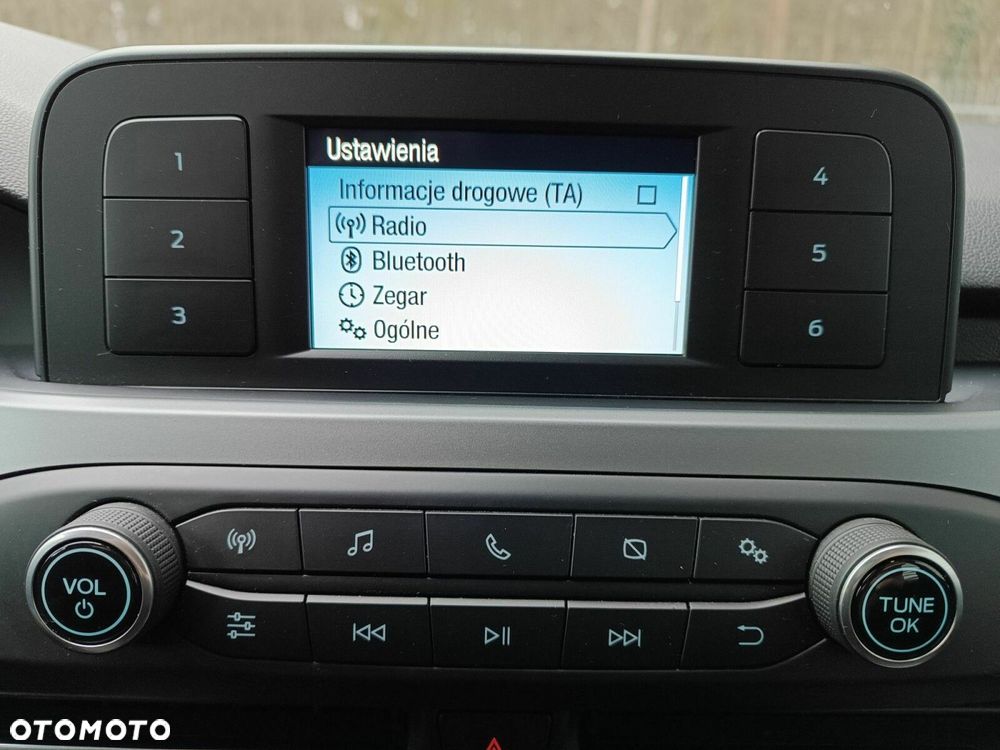 Ustawienia
Informacje drogowe (TA)
Radio
Bluetooth
Zegar
Ogólne
1
2
3
4
5
6
VOL
TUNE
OK
OTOMOTO